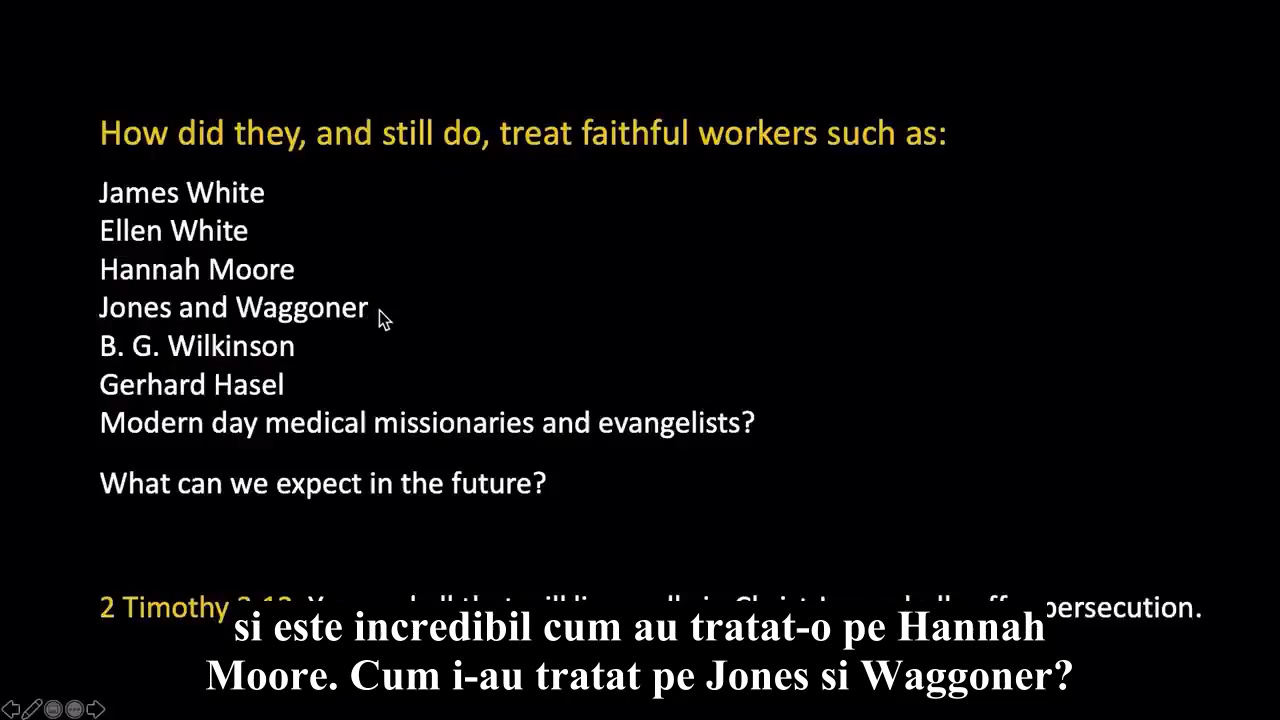 How did they, and still do, treat faithful workers such as:
James White
Ellen White
Hannah Moore
Jones and Waggoner
B. G. Wilkinson
Gerhard Hasel
Modern day medical missionaries and evangelists?
What can we expect in the future?
2 Timothy persecution.
si este incredibil cum au tratat-o pe Hannah
Moore. Cum i-au tratat pe Jones si Waggoner?